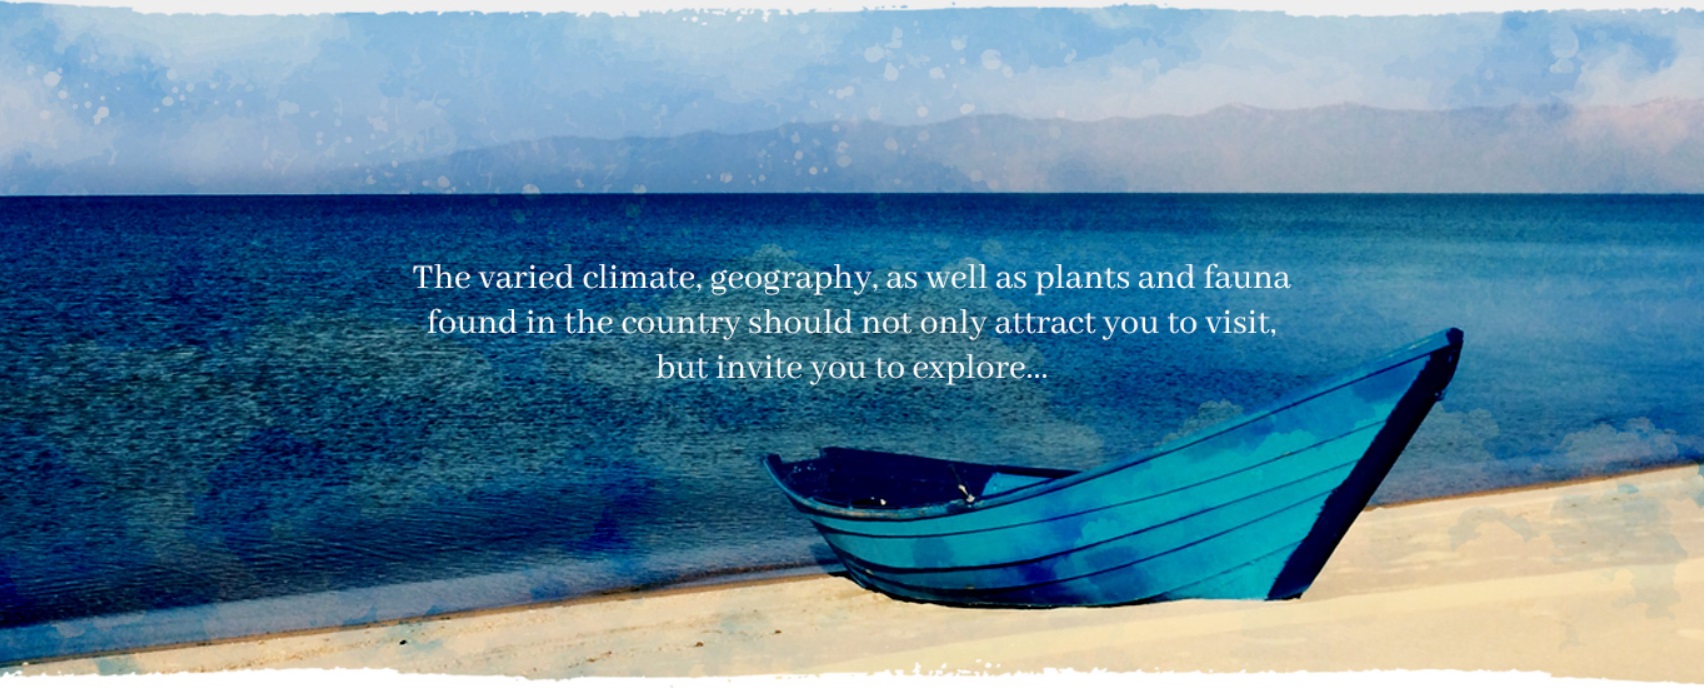 The varied climate, geography, as well as plants and fauna
found in the country should not only attract you to visit,
but invite you to explore...